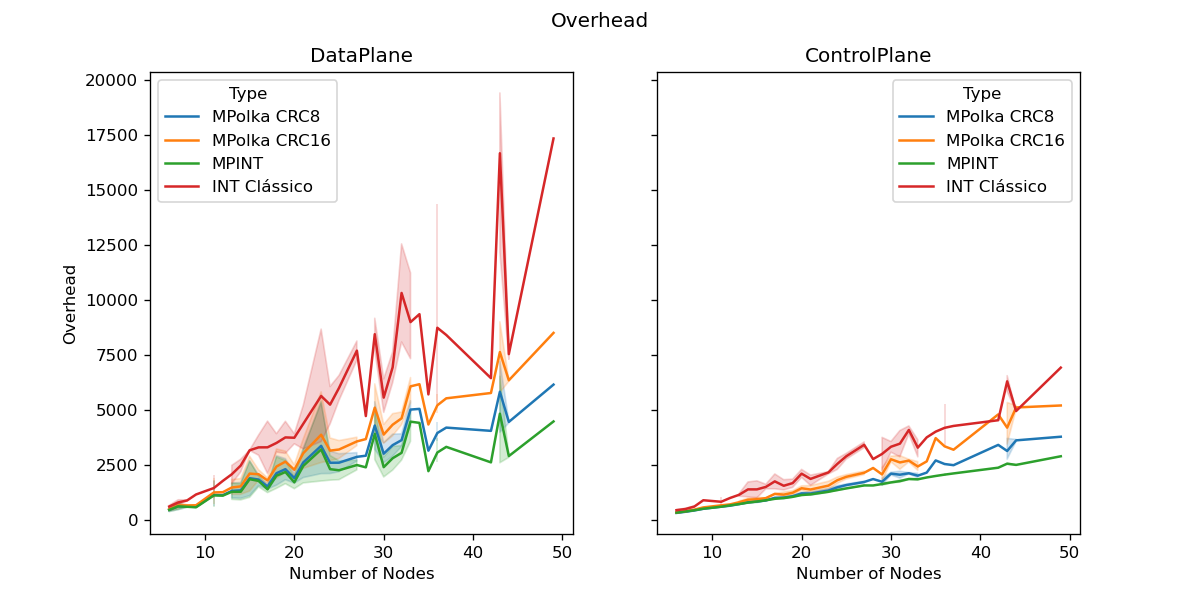 Overhead
DataPlane
ControlPlane
Overhead
20000
17500
15000
12500
10000
7500
5000
2500
0
Type
MPolka CRC8
MPolka CRC16
MPINT
INT Clássico
10
20
30
40
50
Number of Nodes
Type
MPolka CRC8
MPolka CRC16
MPINT
INT Clássico
10
20
30
40
50
Number of Nodes